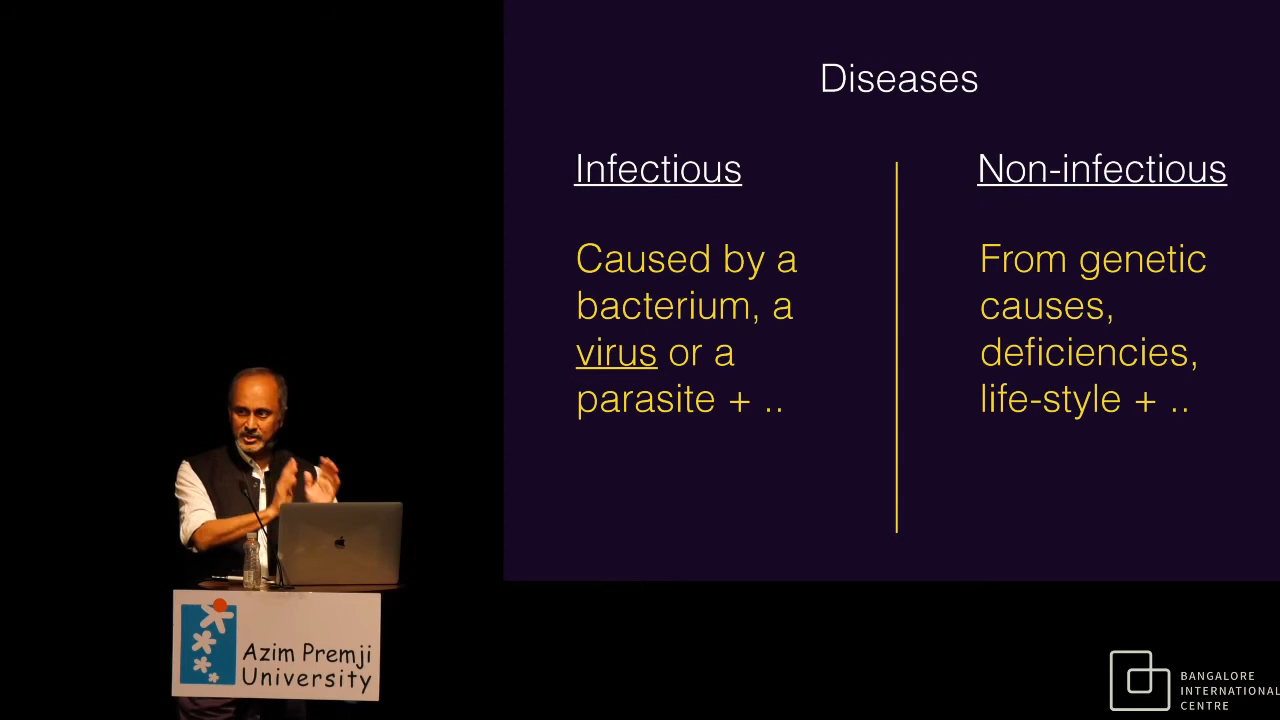 Diseases
Infectious
Caused by a
bacterium, a
virus or a
parasite + ..
Non-infectious
From genetic
causes,
deficiencies,
life-style + ..
Azim Premji
University
BANGALORE
INTERNATIONAL
CENTRE